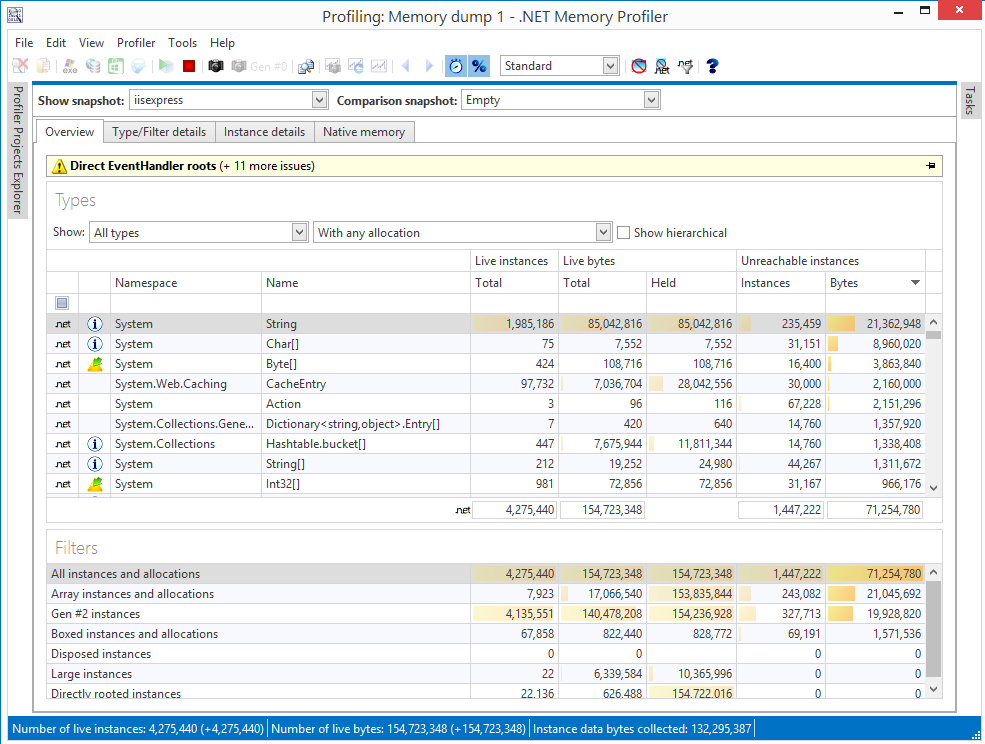 Profiling: Memory dump 1 - .NET Memory Profiler
File Edit View Profiler Tools Help
exe Gen #0 % Standard .net .net ?
Profiler Projects Explorer
Tasks
Show snapshot: iisexpress Comparison snapshot: Empty
Overview Type/Filter details Instance details Native memory
Direct EventHandler roots (+ 11 more issues)
Types
Show: All types With any allocation Show hierarchical
Live instances Live bytes Unreachable instances
Namespace Name Total Total Held Instances Bytes
.net System String 1,985,186 85,042,816 85,042,816 235,459 21,362,948
.net System Char[] 75 7,552 7,552 31,151 8,960,020
.net System Byte[] 424 108,716 108,716 16,400 3,863,840
.net System.Web.Caching CacheEntry 97,732 7,036,704 28,042,556 30,000 2,160,000
.net System Action 3 96 116 67,228 2,151,296
.net System.Collections.Gene... Dictionary<string,object>.Entry[] 7 420 640 14,760 1,357,920
.net System.Collections Hashtable.bucket[] 447 7,675,944 11,811,344 14,760 1,338,408
.net System String[] 212 19,252 24,980 44,267 1,311,672
.net System Int32[] 981 72,856 72,856 31,167 966,176
.net 4,275,440 154,723,348 1,447,222 71,254,780
Filters
All instances and allocations 4,275,440 154,723,348 154,723,348 1,447,222 71,254,780
Array instances and allocations 7,923 17,066,540 153,835,844 243,082 21,045,692
Gen #2 instances 4,135,551 140,478,208 154,236,928 327,713 19,928,820
Boxed instances and allocations 67,858 822,440 828,772 69,191 1,571,536
Disposed instances 0 0 0 0
Large instances 22 6,339,584 10,365,996 0 0
Directly rooted instances 22,136 626,488 154,722,016 0 0
Number of live instances: 4,275,440 (+4,275,440) Number of live bytes: 154,723,348 (+154,723,348) Instance data bytes collected: 132,295,387